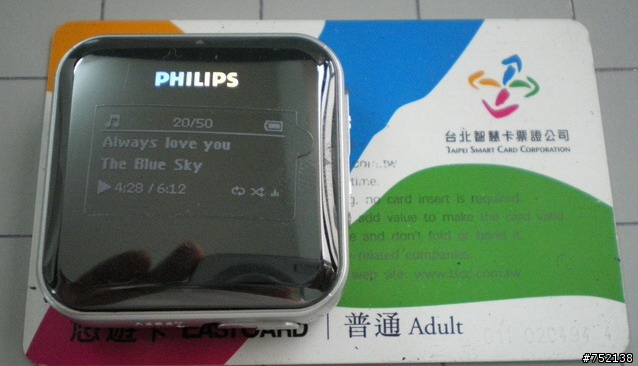 PHILIPS
20/50
Always love you
The Blue Sky
4:28 / 6:12
台北智慧卡票證公司
TAIPEI SMART CARD CORPORATION
time.
no card insert is required.
add value to make the card valid
e and don't fold or bend it.
related companies.
web site: www.tscc.com.tw
悠遊卡 EASYCARD | 普通 Adult
#752138